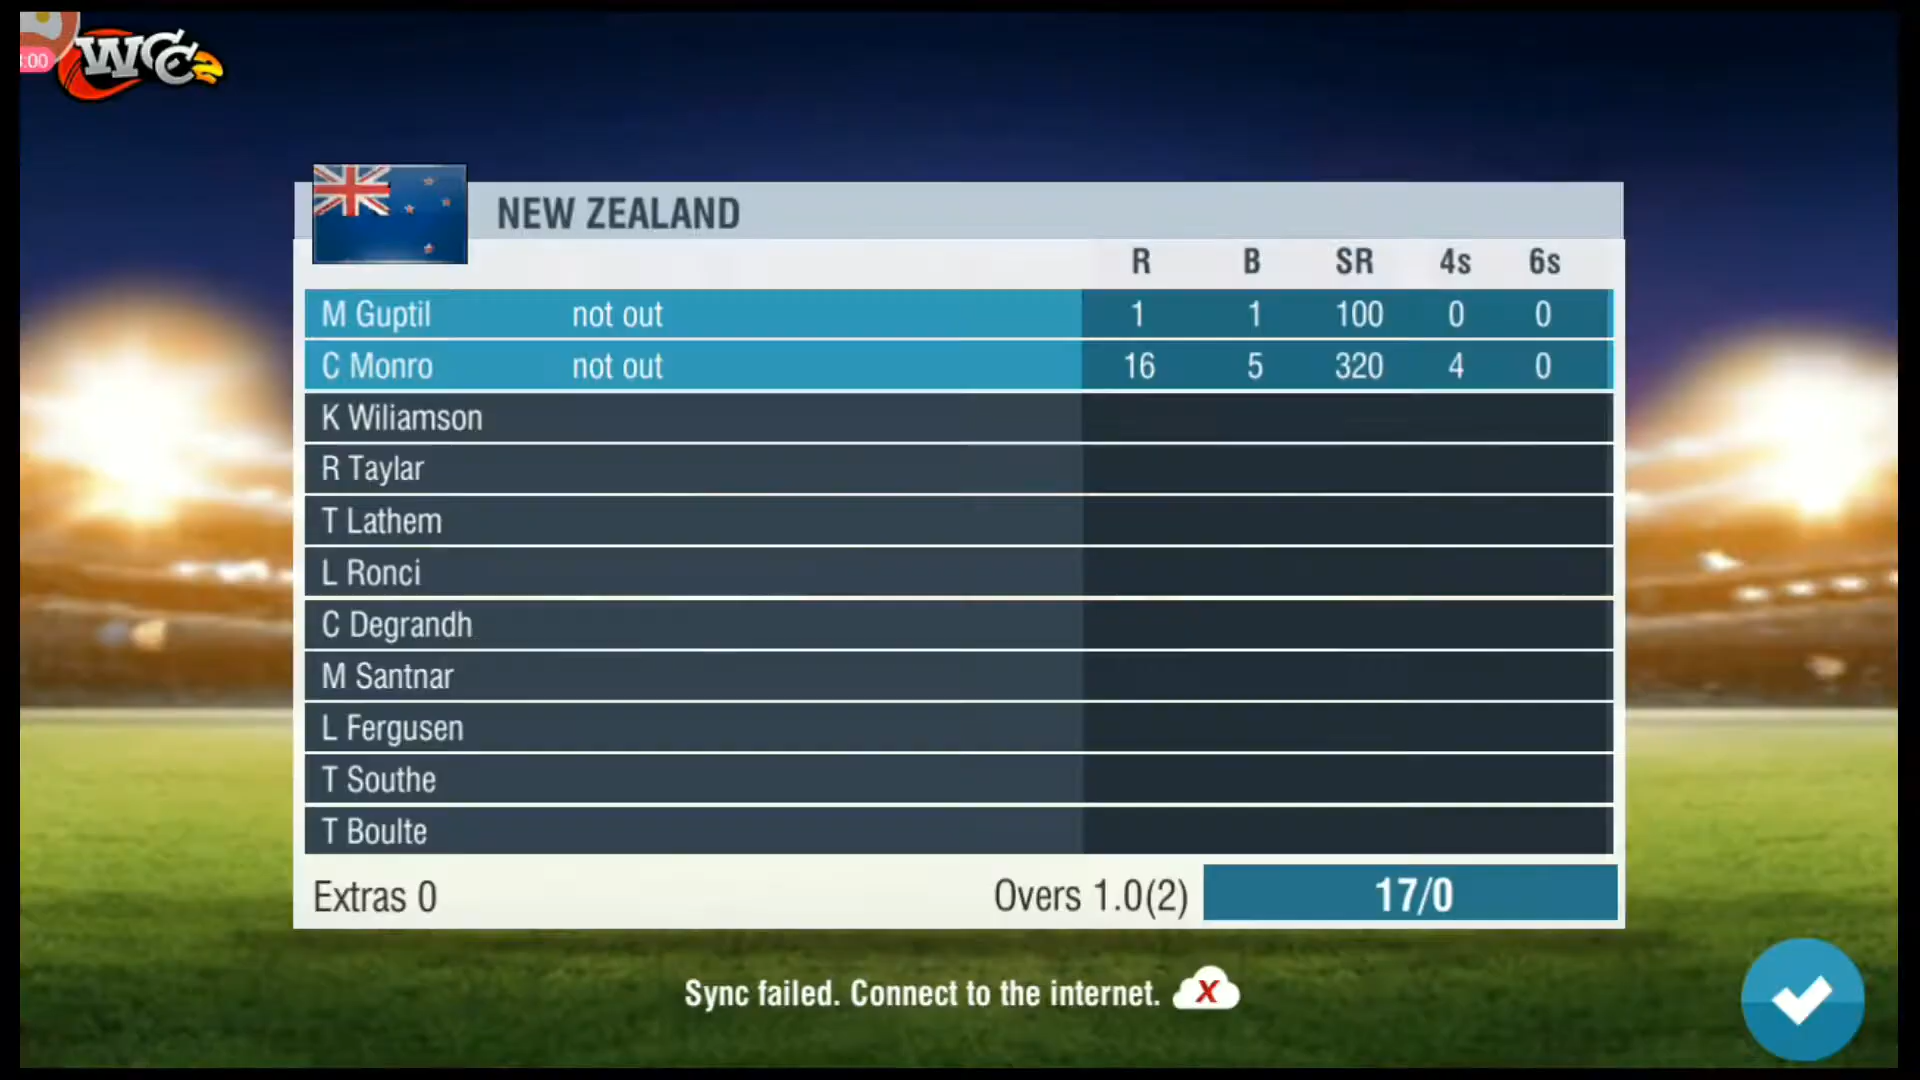 :00
WCC
NEW ZEALAND
R B SR 4s 6s
M Guptil not out 1 1 100 0 0
C Monro not out 16 5 320 4 0
K Wiliamson
R Taylar
T Lathem
L Ronci
C Degrandh
M Santnar
L Fergusen
T Southe
T Boulte
Extras 0 Overs 1.0(2) 17/0
Sync failed. Connect to the internet. X